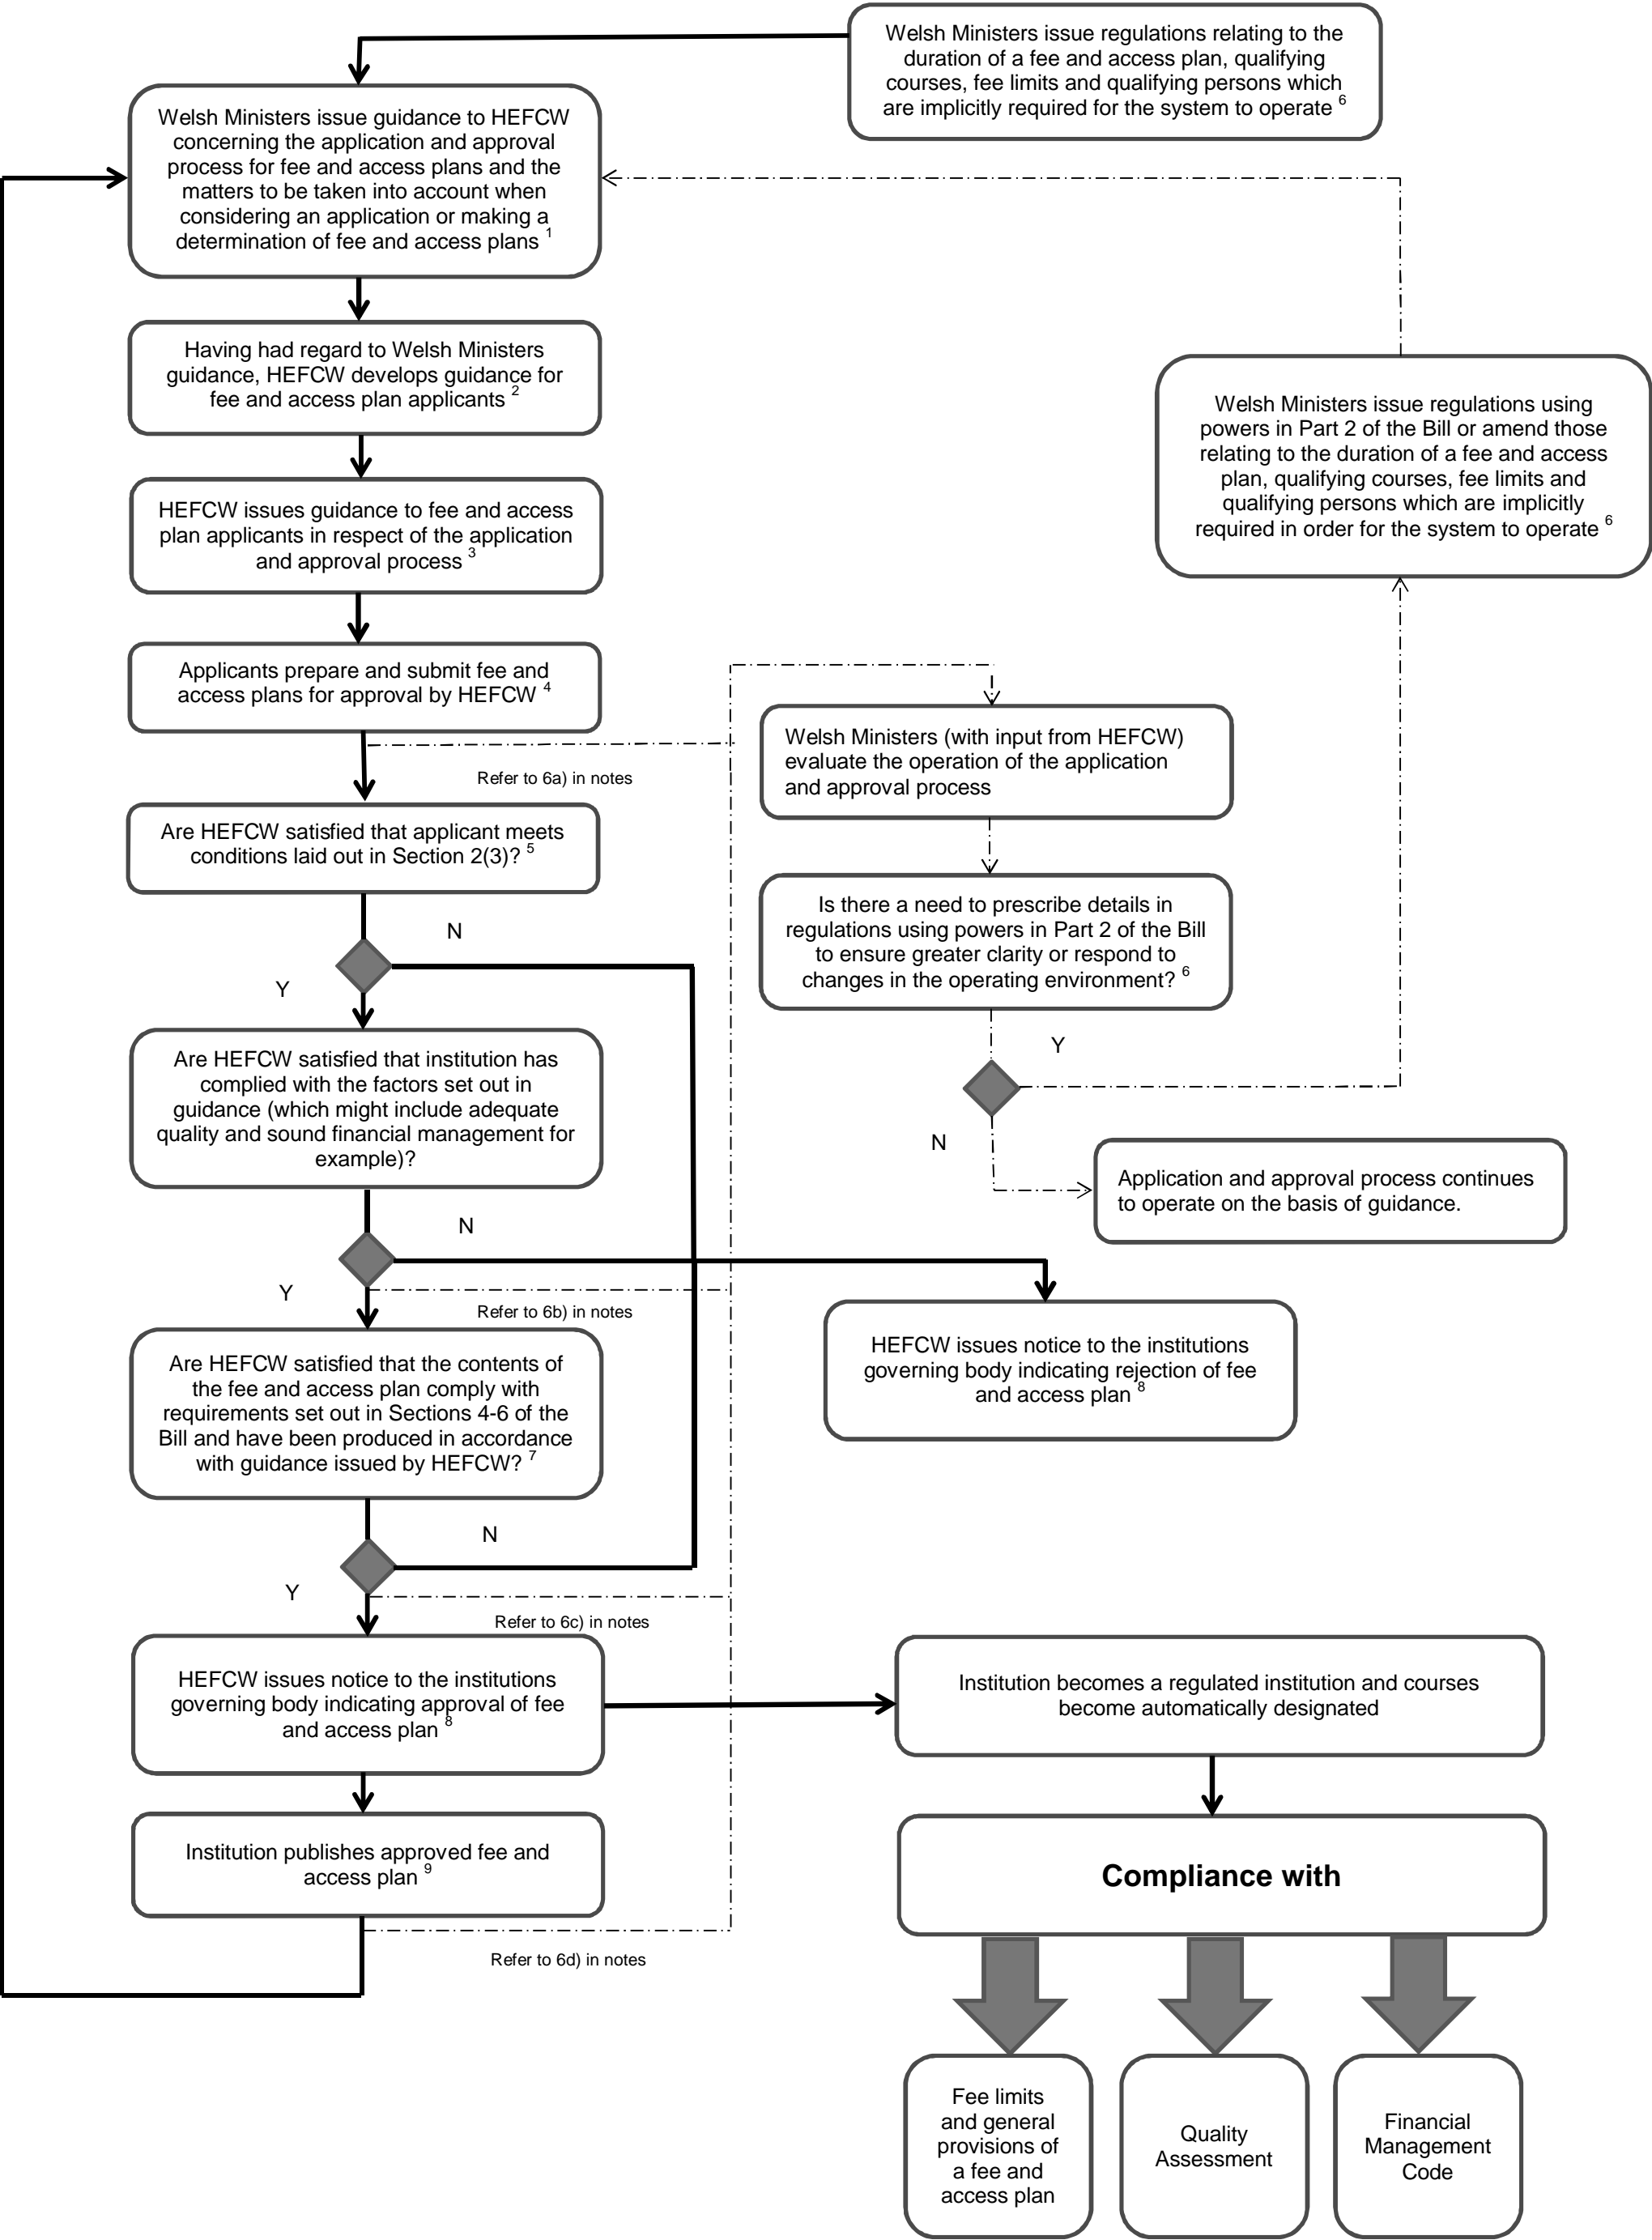 Welsh Ministers issue regulations relating to the
duration of a fee and access plan, qualifying
courses, fee limits and qualifying persons which
are implicitly required for the system to operate 6
Welsh Ministers issue guidance to HEFCW
concerning the application and approval
process for fee and access plans and the
matters to be taken into account when
considering an application or making a
determination of fee and access plans 1
Having had regard to Welsh Ministers
guidance, HEFCW develops guidance for
fee and access plan applicants 2
Welsh Ministers issue regulations using
powers in Part 2 of the Bill or amend those
relating to the duration of a fee and access
plan, qualifying courses, fee limits and
qualifying persons which are implicitly
required in order for the system to operate 6
HEFCW issues guidance to fee and access
plan applicants in respect of the application
and approval process 3
Applicants prepare and submit fee and
access plans for approval by HEFCW 4
Refer to 6a) in notes
Welsh Ministers (with input from HEFCW)
evaluate the operation of the application
and approval process
Are HEFCW satisfied that applicant meets
conditions laid out in Section 2(3)? 5
N
Y
Is there a need to prescribe details in
regulations using powers in Part 2 of the Bill
to ensure greater clarity or respond to
changes in the operating environment? 6
Y
N
Application and approval process continues
to operate on the basis of guidance.
Are HEFCW satisfied that institution has
complied with the factors set out in
guidance (which might include adequate
quality and sound financial management for
example)?
N
Y
Refer to 6b) in notes
HEFCW issues notice to the institutions
governing body indicating rejection of fee
and access plan 8
Are HEFCW satisfied that the contents of
the fee and access plan comply with
requirements set out in Sections 4-6 of the
Bill and have been produced in accordance
with guidance issued by HEFCW? 7
N
Y
Refer to 6c) in notes
HEFCW issues notice to the institutions
governing body indicating approval of fee
and access plan 8
Institution becomes a regulated institution and courses
become automatically designated
Institution publishes approved fee and
access plan 9
Refer to 6d) in notes
Compliance with
Fee limits
and general
provisions of
a fee and
access plan
Quality
Assessment
Financial
Management
Code